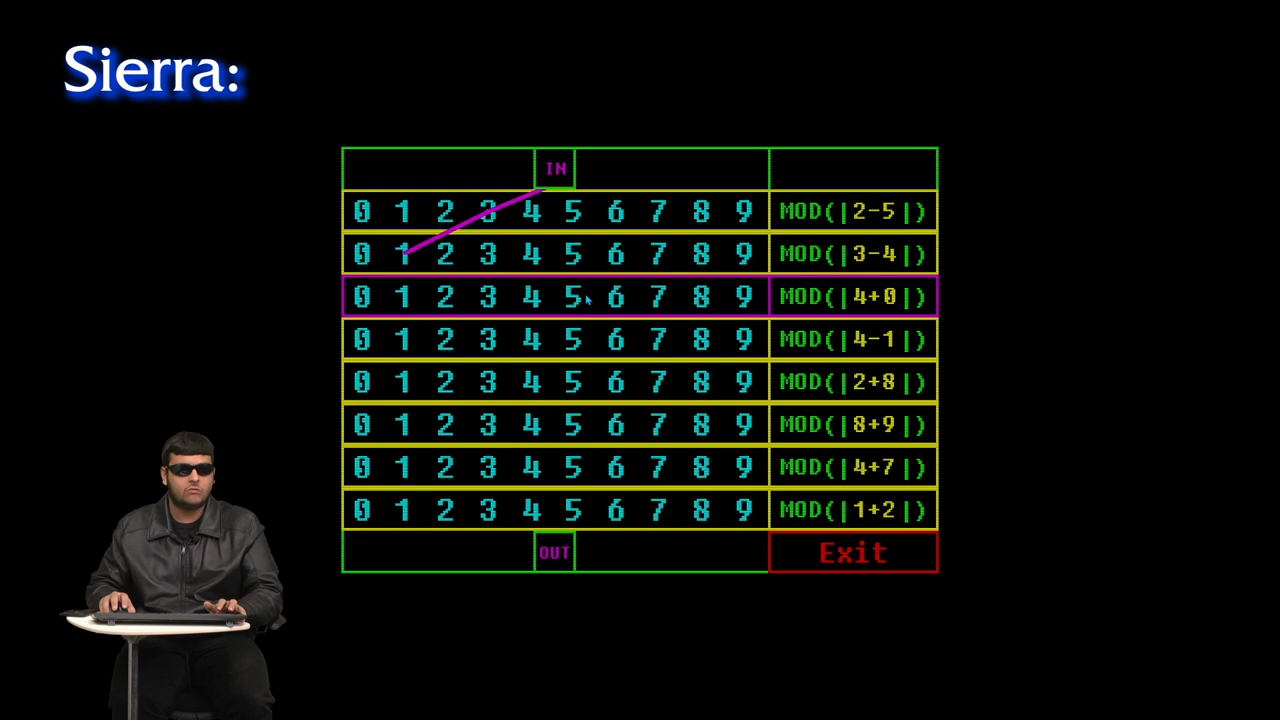 Sierra:
IN
0 1 2 3 4 5 6 7 8 9 MOD(|2-5|)
0 1 2 3 4 5 6 7 8 9 MOD(|3-4|)
0 1 2 3 4 5 6 7 8 9 MOD(|4+0|)
0 1 2 3 4 5 6 7 8 9 MOD(|4-1|)
0 1 2 3 4 5 6 7 8 9 MOD(|2+8|)
0 1 2 3 4 5 6 7 8 9 MOD(|8+9|)
0 1 2 3 4 5 6 7 8 9 MOD(|4+7|)
0 1 2 3 4 5 6 7 8 9 MOD(|1+2|)
OUT Exit